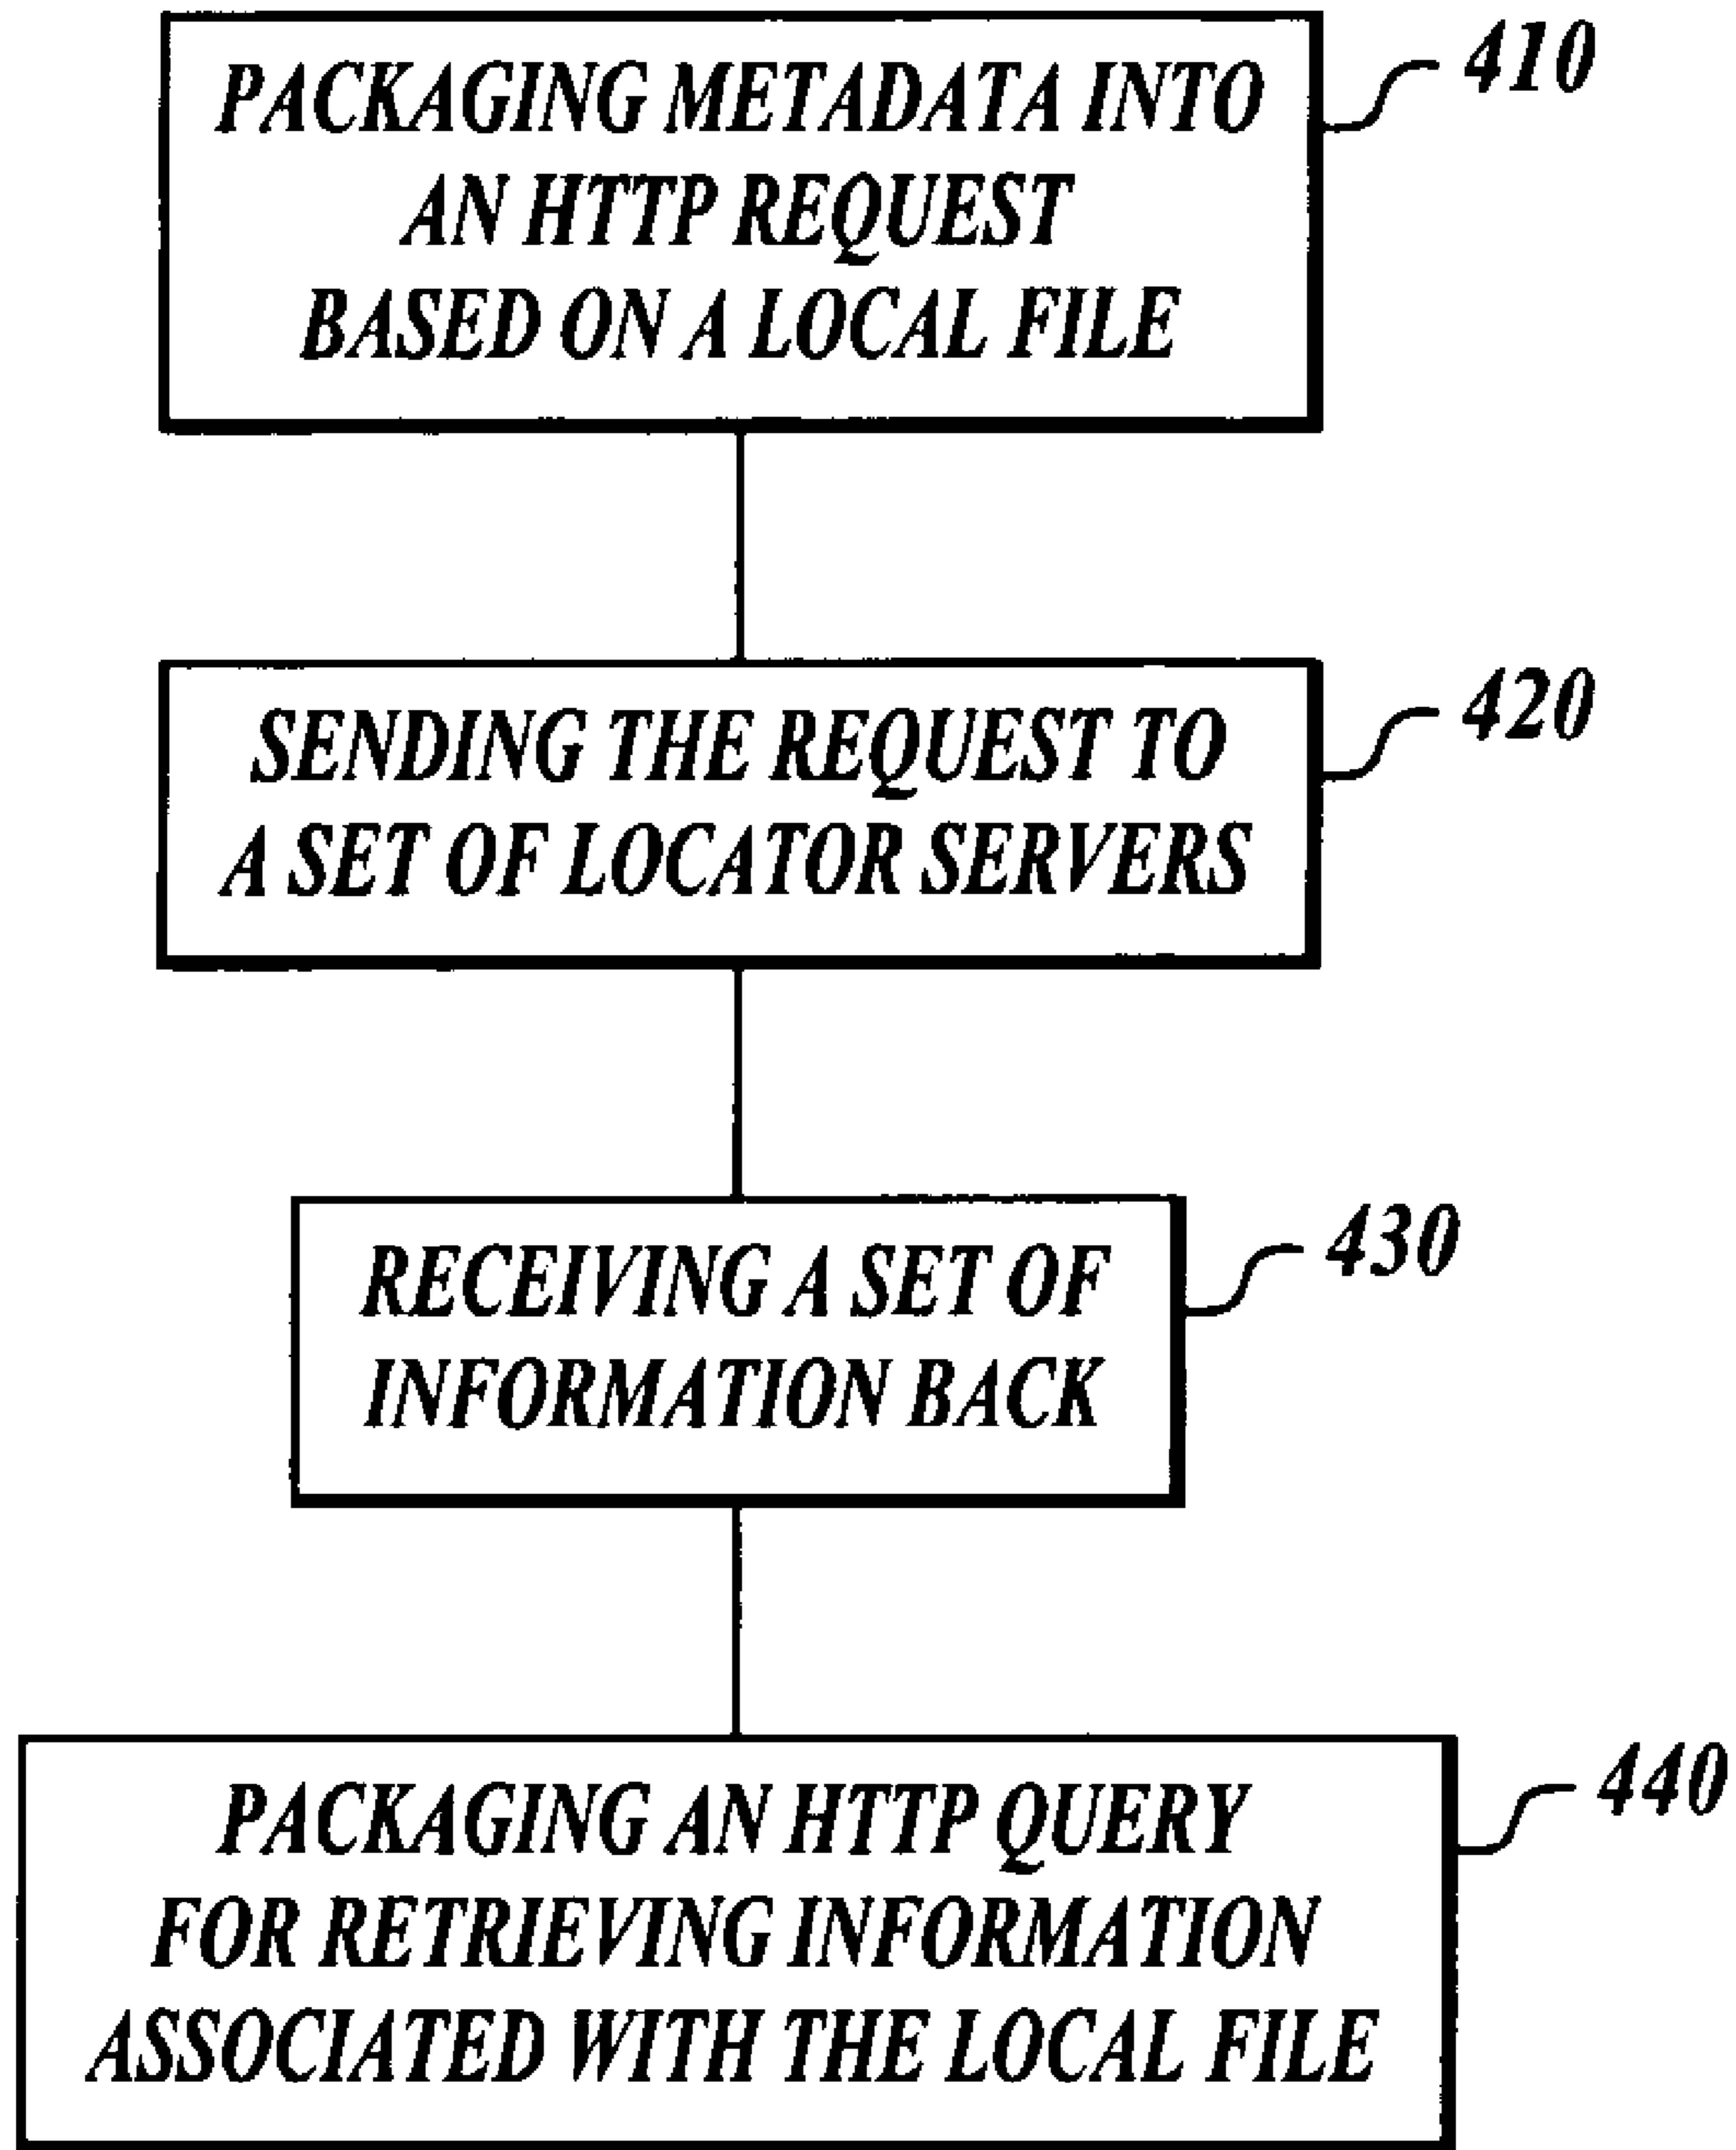 PACKAGING METADATA INTO
AN HTTP REQUEST
BASED ON A LOCAL FILE
410
SENDING THE REQUEST TO
A SET OF LOCATOR SERVERS
420
RECEIVING A SET OF
INFORMATION BACK
430
PACKAGING AN HTTP QUERY
FOR RETRIEVING INFORMATION
ASSOCIATED WITH THE LOCAL FILE
440